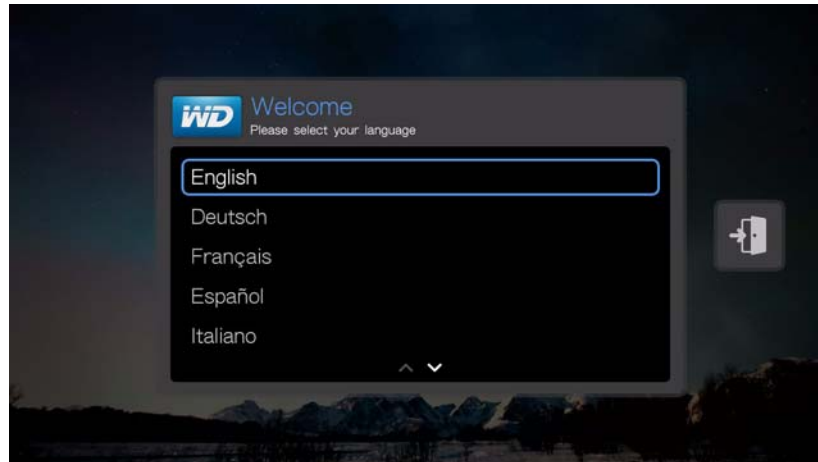 WD
Welcome
Please select your language
English
Deutsch
Français
Español
Italiano